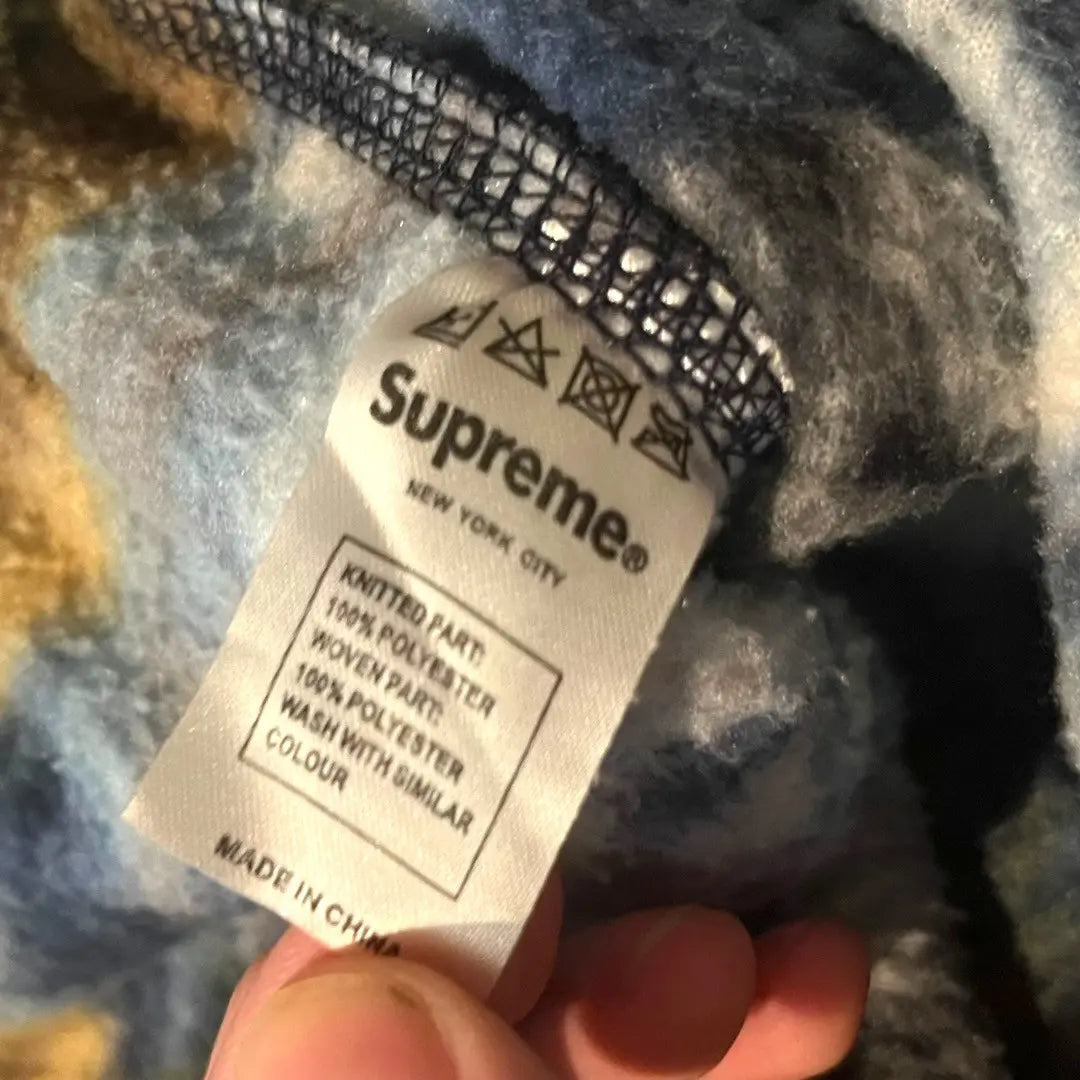 Supreme®
NEW YORK CITY
KNITTED PART:
100% POLYESTER
WOVEN PART:
100% POLYESTER
WASH WITH SIMILAR
COLOUR
MADE IN CHINA